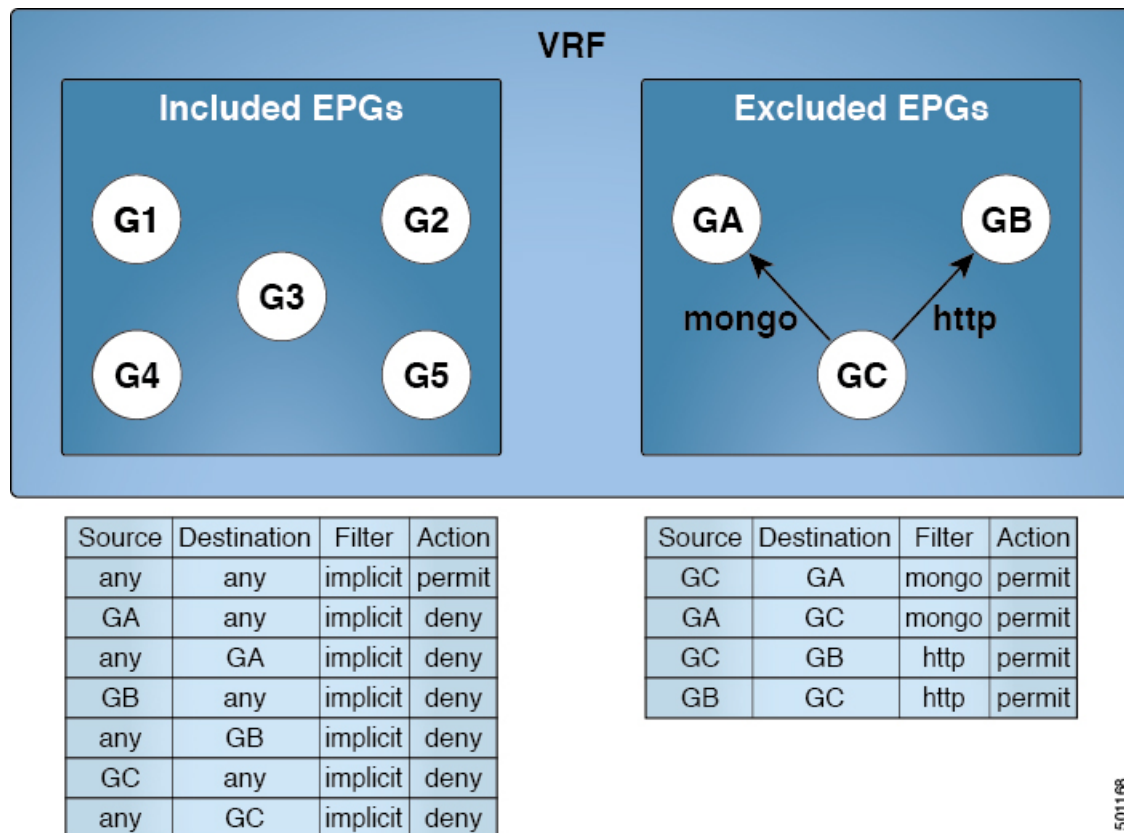 VRF
Included EPGs
G1
G2
G3
G4
G5
Excluded EPGs
GA
GB
mongo
http
GC
Source Destination Filter Action
any any implicit permit
GA any implicit deny
any GA implicit deny
GB any implicit deny
any GB implicit deny
GC any implicit deny
any GC implicit deny
Source Destination Filter Action
GC GA mongo permit
GA GC mongo permit
GC GB http permit
GB GC http permit
501168